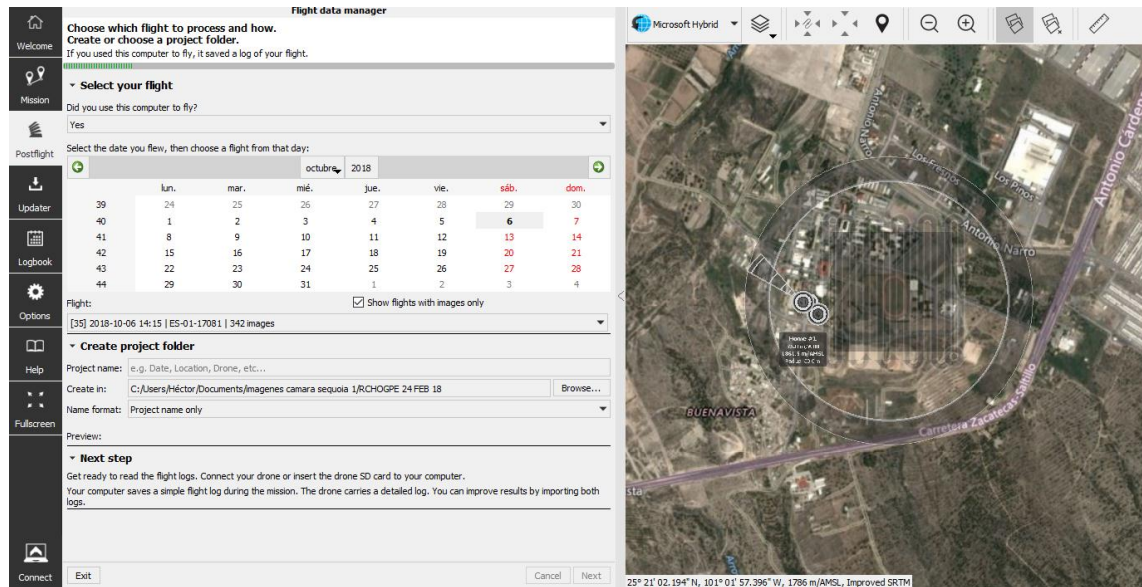 Flight data manager
Welcome
Mission
Postflight
Updater
Logbook
Options
Help
Fullscreen
Connect
Choose which flight to process and how.
Create or choose a project folder.
If you used this computer to fly, it saved a log of your flight.
Select your flight
Did you use this computer to fly?
Yes
Select the date you flew, then choose a flight from that day:
octubre 2018
lun. mar. mié. jue. vie. sáb. dom.
39 24 25 26 27 28 29 30
40 1 2 3 4 5 6 7
41 8 9 10 11 12 13 14
42 15 16 17 18 19 20 21
43 22 23 24 25 26 27 28
44 29 30 31 1 2 3 4
Flight: Show flights with images only
[35] 2018-10-06 14:15 | ES-01-17081 | 342 images
Create project folder
Project name: e.g. Date, Location, Drone, etc...
Create in: C:/Users/Héctor/Documents/imagenes camara sequoia 1/RCHOGPE 24 FEB 18 Browse...
Name format: Project name only
Preview:
Next step
Get ready to read the flight logs. Connect your drone or insert the drone SD card to your computer.
Your computer saves a simple flight log during the mission. The drone carries a detailed log. You can improve results by importing both
logs.
Exit Cancel Next
Microsoft Hybrid
Antonio Narro
Los Fresnos
Los Pinos
Antonio Cárden
Antonio Narro
Home #1
BUENAVISTA
Carretera Zacatecas-Saltillo
sta
Arro
25° 21' 02.194" N, 101° 01' 57.396" W, 1786 m/AMSL, Improved SRTM